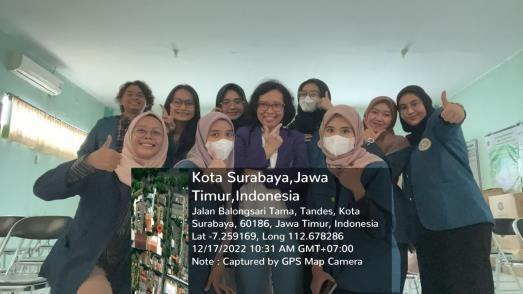 Kota Surabaya,Jawa
Timur,Indonesia
Jalan Balongsari Tama, Tandes, Kota
Surabaya, 60186, Jawa Timur, Indonesia
Lat -7.259169, Long 112.678286
12/17/2022 10:31 AM GMT+07:00
Note : Captured by GPS Map Camera